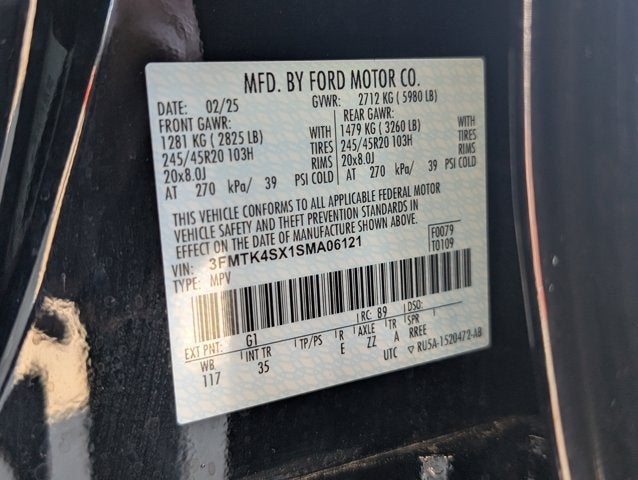 MFD. BY FORD MOTOR CO.
DATE: 02/25 GVWR: 2712 KG ( 5980 LB)
FRONT GAWR: REAR GAWR:
1281 KG ( 2825 LB) WITH 1479 KG ( 3260 LB) WITH
245/45R20 103H TIRES 245/45R20 103H TIRES
20x8.0J RIMS 20x8.0J RIMS
AT 270 kPa/ 39 PSI COLD AT 270 kPa/ 39 PSI COLD
THIS VEHICLE CONFORMS TO ALL APPLICABLE FEDERAL MOTOR
VEHICLE SAFETY AND THEFT PREVENTION STANDARDS IN
EFFECT ON THE DATE OF MANUFACTURE SHOWN ABOVE.
VIN: 3FMTK4SX1SMA06121 F0079
TYPE: MPV T0109
EXT PNT: G1 RC: 89 DSO:
WB INT TR TP/PS R AXLE TR SPR
117 35 E ZZ A RREE
UTC RU5A-1520472-AB